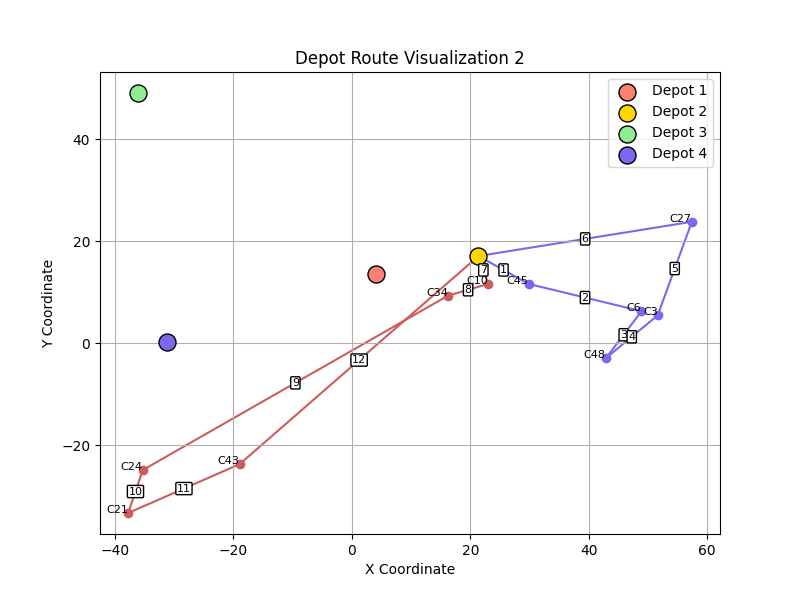 Depot Route Visualization 2
Depot 1
Depot 2
Depot 3
Depot 4
Y Coordinate
40
20
0
−20
−40
−20
0
20
40
60
X Coordinate
C27
6
7
1
C10
C45
5
C34
8
2
C6
C3
3
4
C48
12
9
C24
C43
10
11
C21